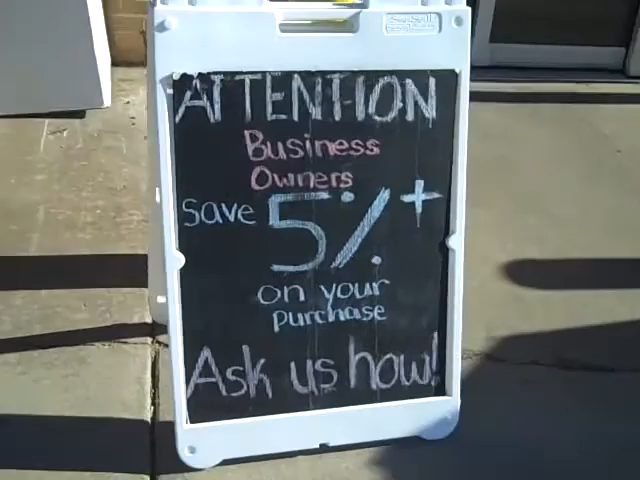 ATTENTION
Business
Owners
Save 5%+
on your
purchase
Ask us how!